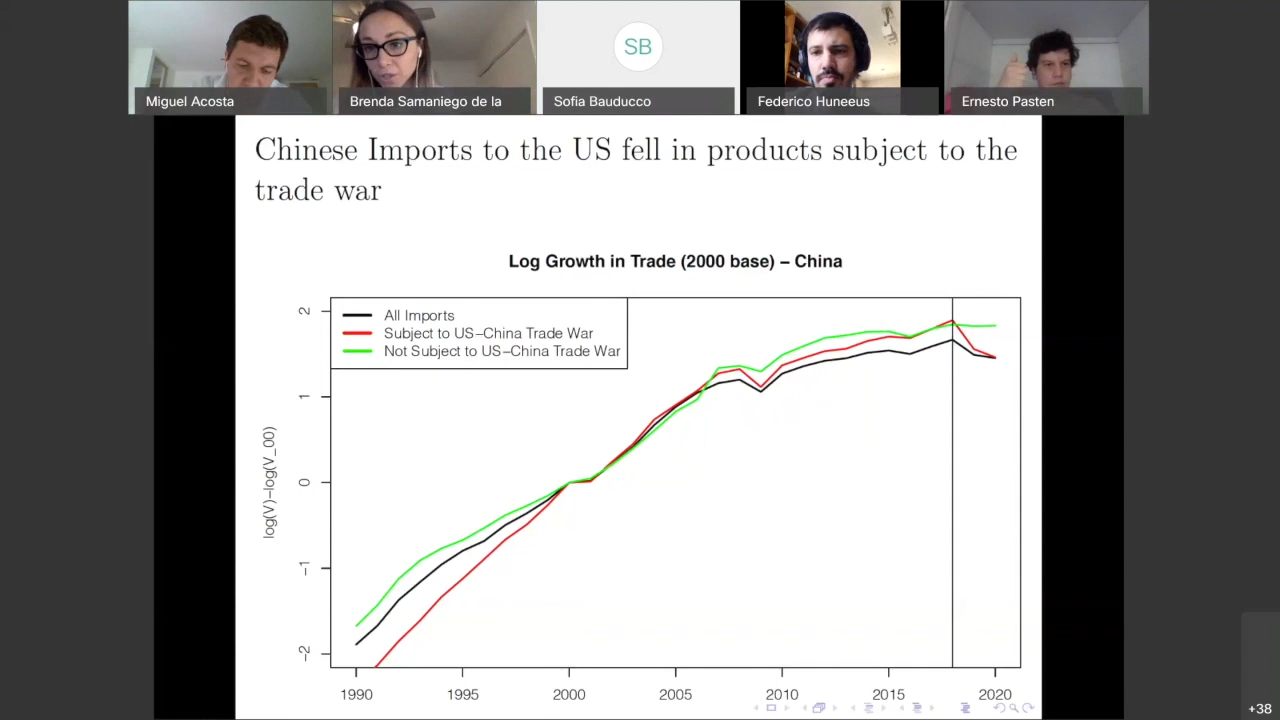 Miguel Acosta
Brenda Samaniego de la
SB
Sofia Bauducco
Federico Huneeus
Ernesto Pasten
Chinese Imports to the US fell in products subject to the
trade war
Log Growth in Trade (2000 base) – China
All Imports
Subject to US−China Trade War
Not Subject to US−China Trade War
log(V)−log(V_00)
2
1
0
−1
−2
1990 1995 2000 2005 2010 2015 2020
+38